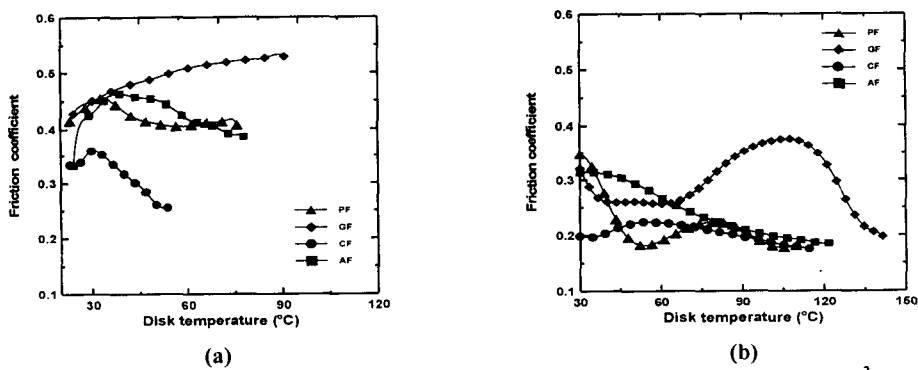 0.6
0.5
0.4
0.3
0.2
0.1
Friction coefficient
30
60
90
120
Disk temperature (°C)
PF
GF
CF
AF
(a)
0.6
0.5
0.4
0.3
0.2
0.1
Friction coefficient
30
60
90
120
150
Disk temperature (°C)
PF
GF
CF
AF
(b)